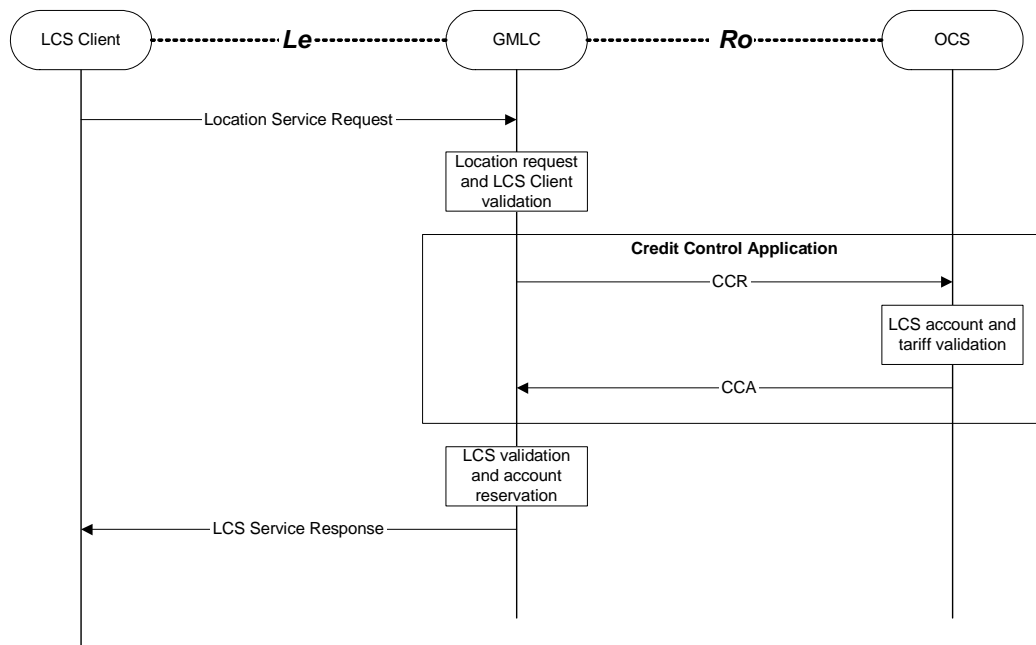 LCS Client
Le
GMLC
Ro
OCS
Location Service Request
Location request
and LCS Client
validation
Credit Control Application
CCR
LCS account and
tariff validation
CCA
LCS validation
and account
reservation
LCS Service Response